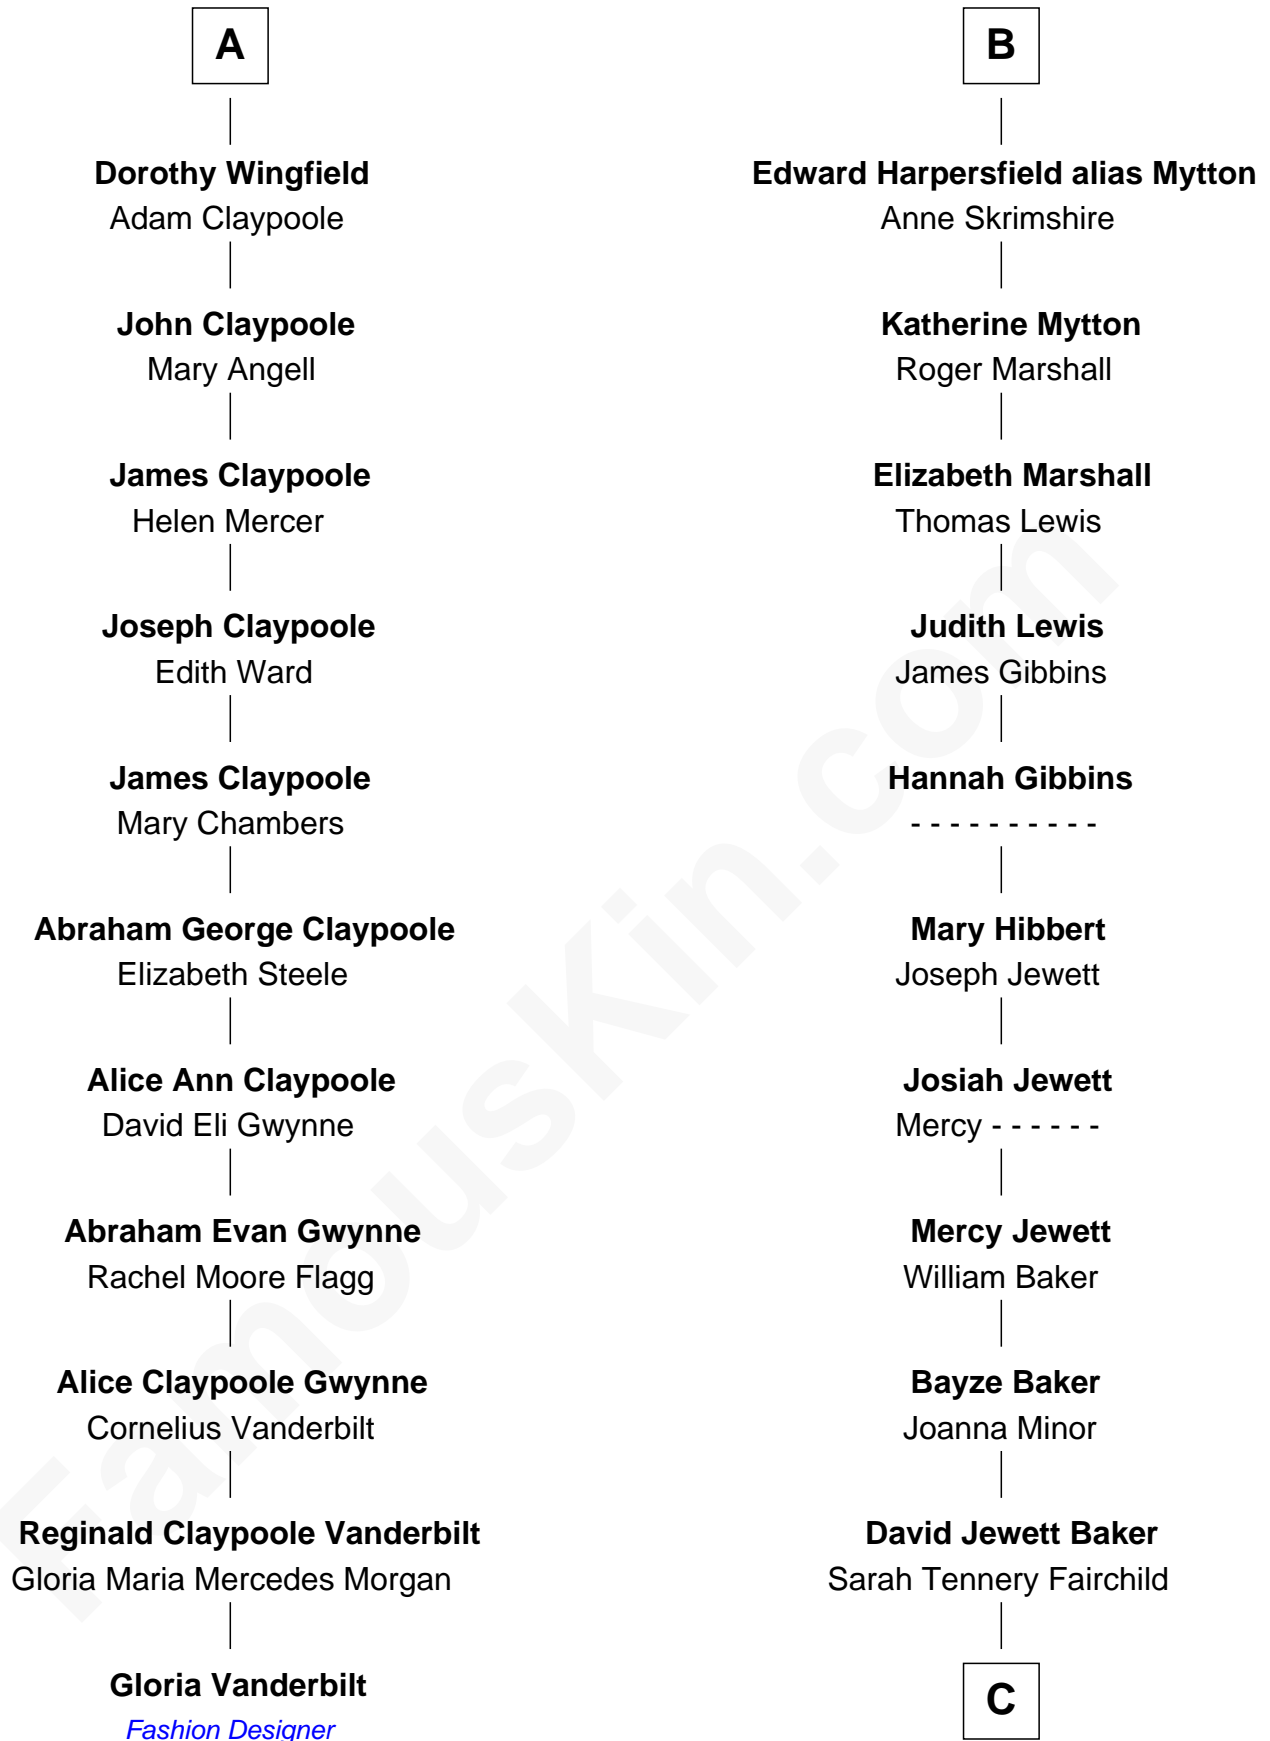 A
Dorothy Wingfield
Adam Claypoole
John Claypoole
Mary Angell
James Claypoole
Helen Mercer
Joseph Claypoole
Edith Ward
James Claypoole
Mary Chambers
Abraham George Claypoole
Elizabeth Steele
Alice Ann Claypoole
David Eli Gwynne
Abraham Evan Gwynne
Rachel Moore Flagg
Alice Claypoole Gwynne
Cornelius Vanderbilt
Reginald Claypoole Vanderbilt
Gloria Maria Mercedes Morgan
Gloria Vanderbilt
Fashion Designer
B
Edward Harpersfield alias Mytton
Anne Skrimshire
Katherine Mytton
Roger Marshall
Elizabeth Marshall
Thomas Lewis
Judith Lewis
James Gibbins
Hannah Gibbins
- - - - - - - - - -
Mary Hibbert
Joseph Jewett
Josiah Jewett
Mercy - - - - - -
Mercy Jewett
William Baker
Bayze Baker
Joanna Minor
David Jewett Baker
Sarah Tennery Fairchild
C
FamousKin.com